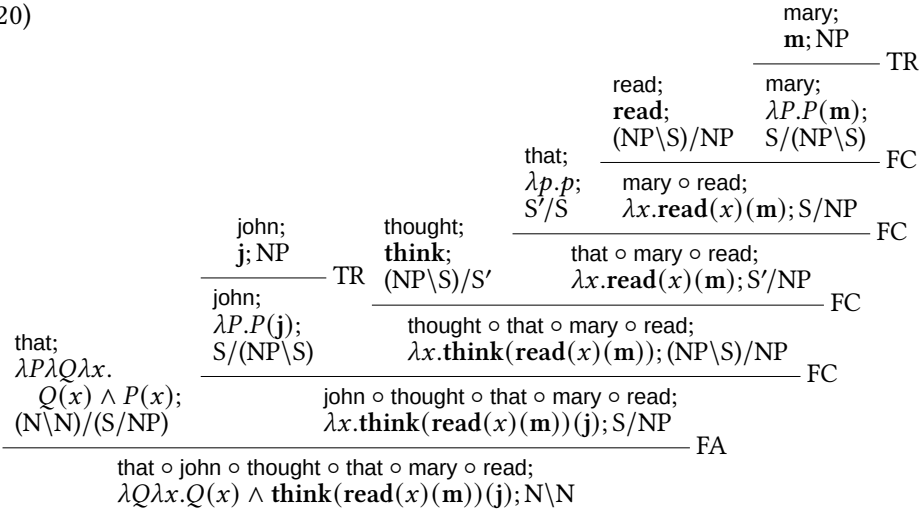 20)
mary;
m; NP
TR
read;
read;
(NP\S)/NP
mary;
λP.P(m);
S/(NP\S)
FC
that;
λp.p;
S′/S
mary ∘ read;
λx.read(x)(m); S/NP
FC
john;
j; NP
TR
thought;
think;
(NP\S)/S′
that ∘ mary ∘ read;
λx.read(x)(m); S′/NP
FC
john;
λP.P(j);
S/(NP\S)
thought ∘ that ∘ mary ∘ read;
λx.think(read(x)(m)); (NP\S)/NP
FC
that;
λPλQλx.
Q(x) ∧ P(x);
(N\N)/(S/NP)
john ∘ thought ∘ that ∘ mary ∘ read;
λx.think(read(x)(m))(j); S/NP
FA
that ∘ john ∘ thought ∘ that ∘ mary ∘ read;
λQλx.Q(x) ∧ think(read(x)(m))(j); N\N